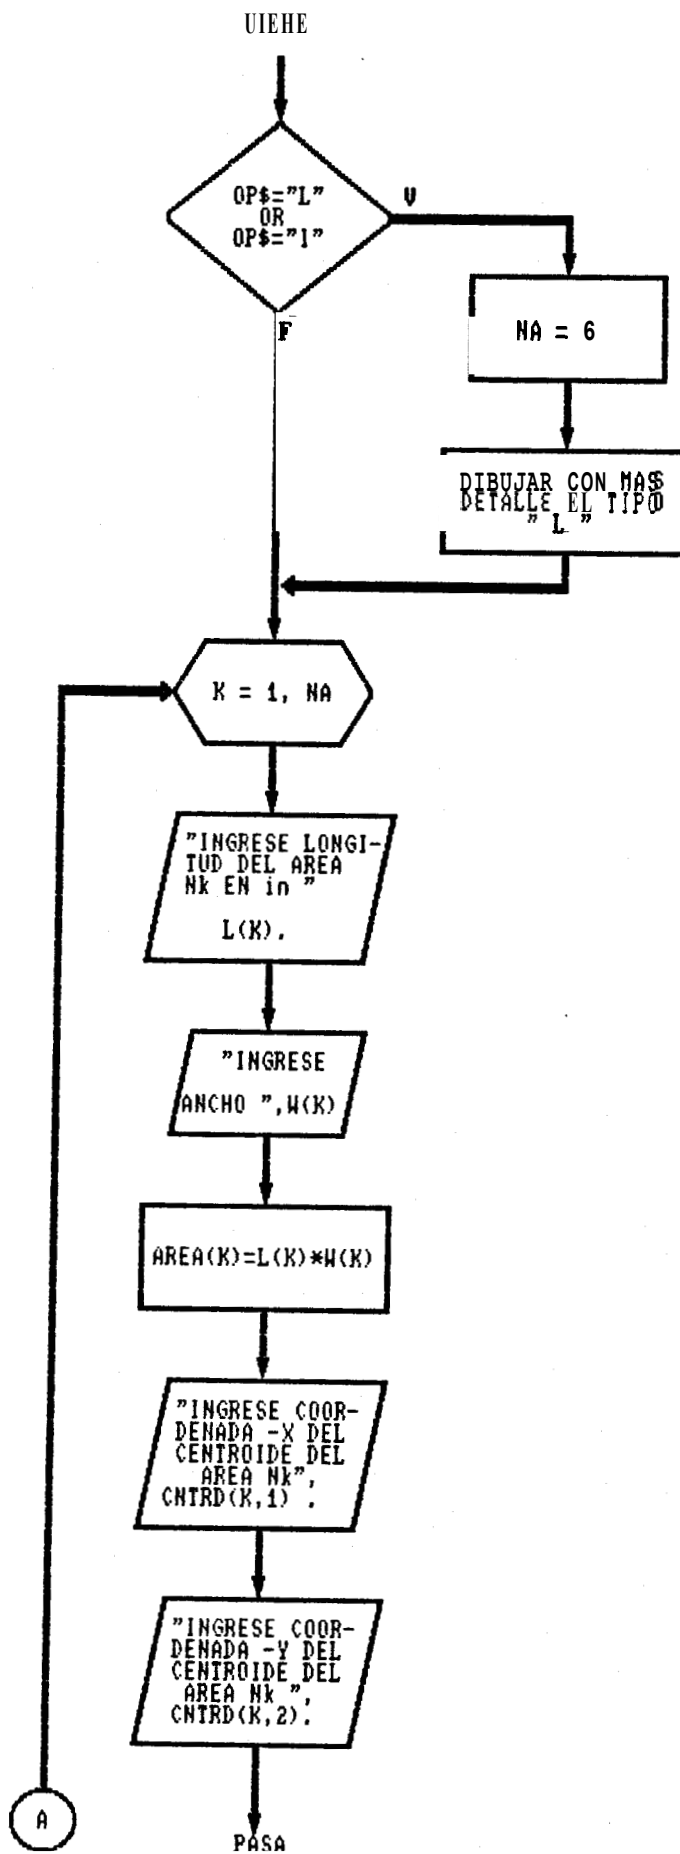 UIEHE
OP$="L"
OR
OP$="l"
V
F
NA = 6
DIBUJAR CON MAS
DETALLE EL TIPO
" L "
K = 1, NA
"INGRESE LONGI-
TUD DEL AREA
Nk EN in "
L(K).
"INGRESE
ANCHO ",W(K)
AREA(K)=L(K)*W(K)
"INGRESE COOR-
DENADA -X DEL
CENTROIDE DEL
AREA Nk",
CNTRD(K,1) .
"INGRESE COOR-
DENADA -Y DEL
CENTROIDE DEL
AREA Nk ",
CNTRD(K,2).
A
PASA